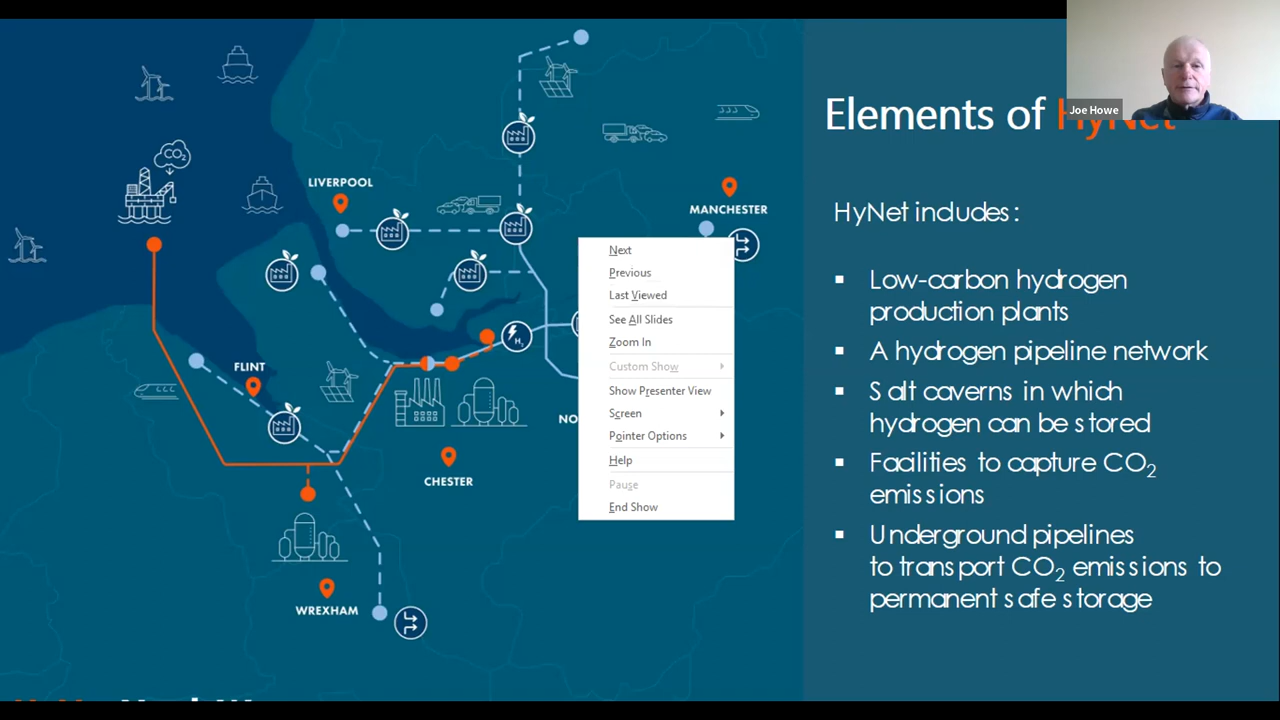 Joe Howe
Elements of HyNet
HyNet includes:
▪ Low-carbon hydrogen
production plants
▪ A hydrogen pipeline network
▪ Salt caverns in which
hydrogen can be stored
▪ Facilities to capture CO₂
emissions
▪ Underground pipelines
to transport CO₂ emissions to
permanent safe storage
CO₂
LIVERPOOL
MANCHESTER
FLINT
H₂
NO
CHESTER
WREXHAM
Next
Previous
Last Viewed
See All Slides
Zoom In
Custom Show
Show Presenter View
Screen
Pointer Options
Help
Pause
End Show